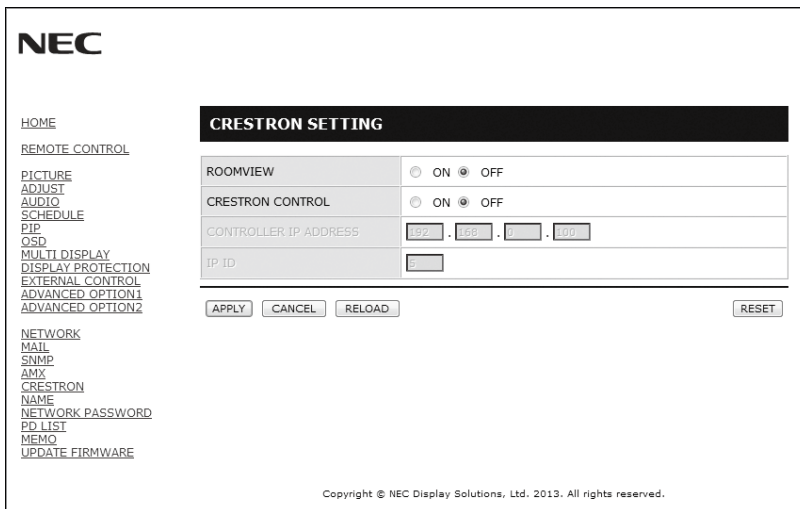 NEC
HOME
REMOTE CONTROL
PICTURE
ADJUST
AUDIO
SCHEDULE
PIP
OSD
MULTI DISPLAY
DISPLAY PROTECTION
EXTERNAL CONTROL
ADVANCED OPTION1
ADVANCED OPTION2
NETWORK
MAIL
SNMP
AMX
CRESTRON
NAME
NETWORK PASSWORD
PD LIST
MEMO
UPDATE FIRMWARE
CRESTRON SETTING
ROOMVIEW ON OFF
CRESTRON CONTROL ON OFF
CONTROLLER IP ADDRESS 192 . 168 . 0 . 100
IP ID 5
APPLY CANCEL RELOAD RESET
Copyright © NEC Display Solutions, Ltd. 2013. All rights reserved.